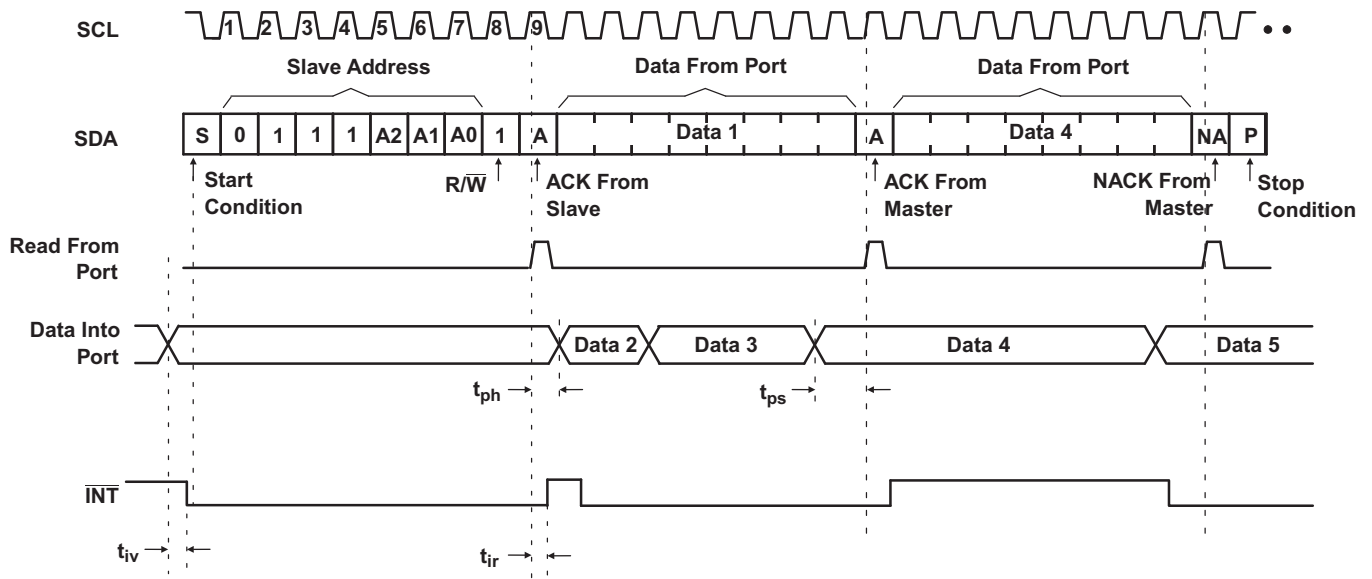 SCL
1 2 3 4 5 6 7 8 9
Slave Address
Data From Port
Data From Port
SDA
S 0 1 1 1 A2 A1 A0 1 A Data 1 A Data 4 NA P
Start
Condition
R/W̅
ACK From
Slave
ACK From
Master
NACK From
Master
Stop
Condition
Read From
Port
Data Into
Port
Data 2
Data 3
Data 4
Data 5
tph
tps
I̅N̅T̅
tiv
tir